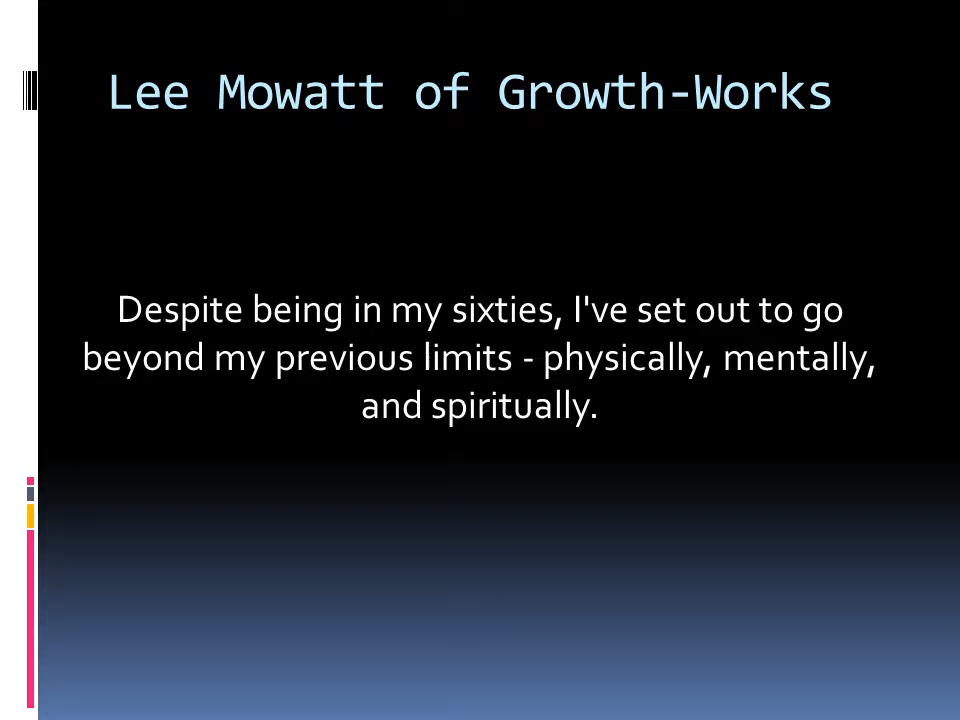 Lee Mowatt of Growth-Works
Despite being in my sixties, I've set out to go
beyond my previous limits - physically, mentally,
and spiritually.